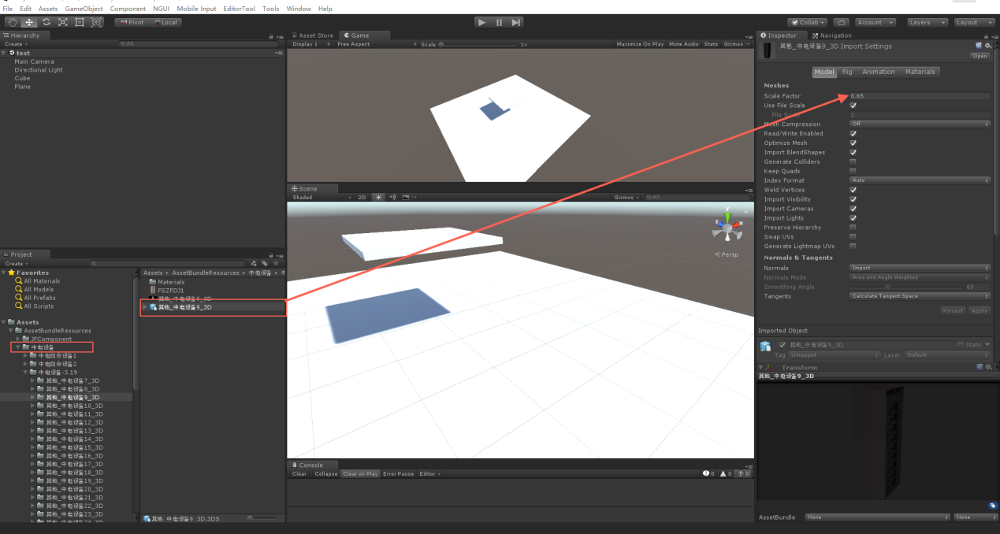 File Edit Assets GameObject Component NGUI Mobile Input EditorTool Tools Window Help
Pivot Local Collab Account Layers Layout
Hierarchy
Create All
test
Main Camera
Directional Light
Cube
Plane
Project
Create
Favorites
All Materials
All Models
All Prefabs
All Scripts
Assets
AssetBundleResources
JFComponent
中电设备
中电四会设备1
中电四会设备2
中电设备-3.19
其他_中电设备7_3D
其他_中电设备8_3D
其他_中电设备9_3D
其他_中电设备10_3D
其他_中电设备11_3D
其他_中电设备12_3D
其他_中电设备13_3D
其他_中电设备14_3D
其他_中电设备15_3D
其他_中电设备16_3D
其他_中电设备17_3D
其他_中电设备18_3D
其他_中电设备19_3D
其他_中电设备20_3D
其他_中电设备21_3D
其他_中电设备22_3D
其他_中电设备23_3D
其他_中电设备24_3D
Assets AssetBundleResources 中电设备
Materials
FSZPDJ1
其他_中电设备9_3D
其他_中电设备9_3D
其他_中电设备9_3D.3DS
Asset Store Game
Display 1 Free Aspect Scale 1x Maximize On Play Mute Audio Stats Gizmos
Scene
Shaded 2D Gizmos All
y
z x
Persp
Console
Clear Collapse Clear on Play Error Pause Editor 0 0 0
Inspector Navigation
其他_中电设备9_3D Import Settings
Open
Model Rig Animation Materials
Meshes
Scale Factor 0.65
Use File Scale
File Scale 1
Mesh Compression Off
Read/Write Enabled
Optimize Mesh
Import BlendShapes
Generate Colliders
Keep Quads
Index Format Auto
Weld Vertices
Import Visibility
Import Cameras
Import Lights
Preserve Hierarchy
Swap UVs
Generate Lightmap UVs
Normals & Tangents
Normals Import
Normals Mode Area and Angle Weighted
Smoothing Angle 60
Tangents Calculate Tangent Space
Revert Apply
Imported Object
其他_中电设备9_3D Static
Tag Untagged Layer Default
Transform
其他_中电设备9_3D
AssetBundle None None